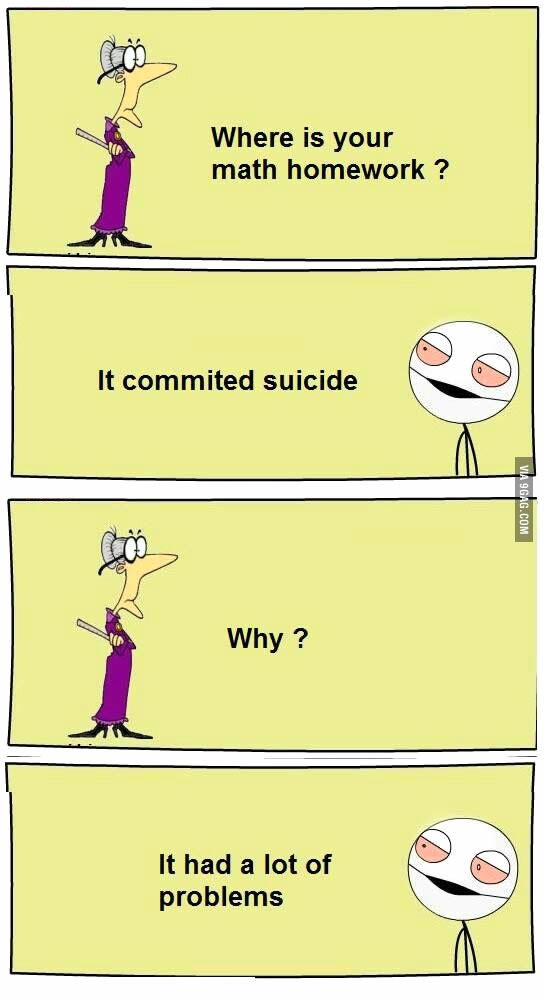 Where is your
math homework ?
It commited suicide
VIA 9GAG.COM
Why ?
It had a lot of
problems